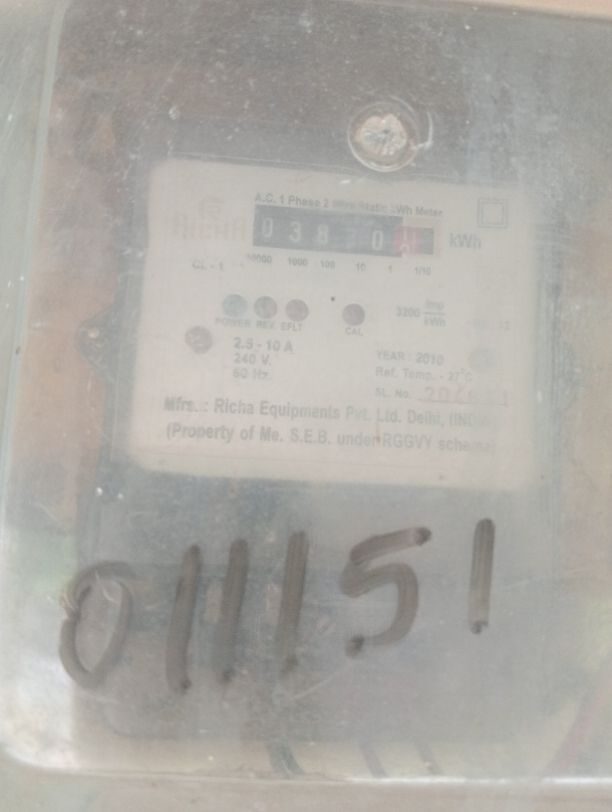 A.C. 1 Phase 2 Wire Static kWh Meter
RICHA
0 3 8 0
kWh
CL - 1
10000 1000 100 10 1 1/10
POWER REV. EFLT
CAL
3200 Imp/kWh
2.5 - 10 A
240 V.
50 Hz.
YEAR : 2010
Ref. Temp. - 27°C
SL. No.
Mfrs. : Richa Equipments Pvt. Ltd. Delhi,
(Property of Me. S.E.B. under RGGVY scheme)
011151